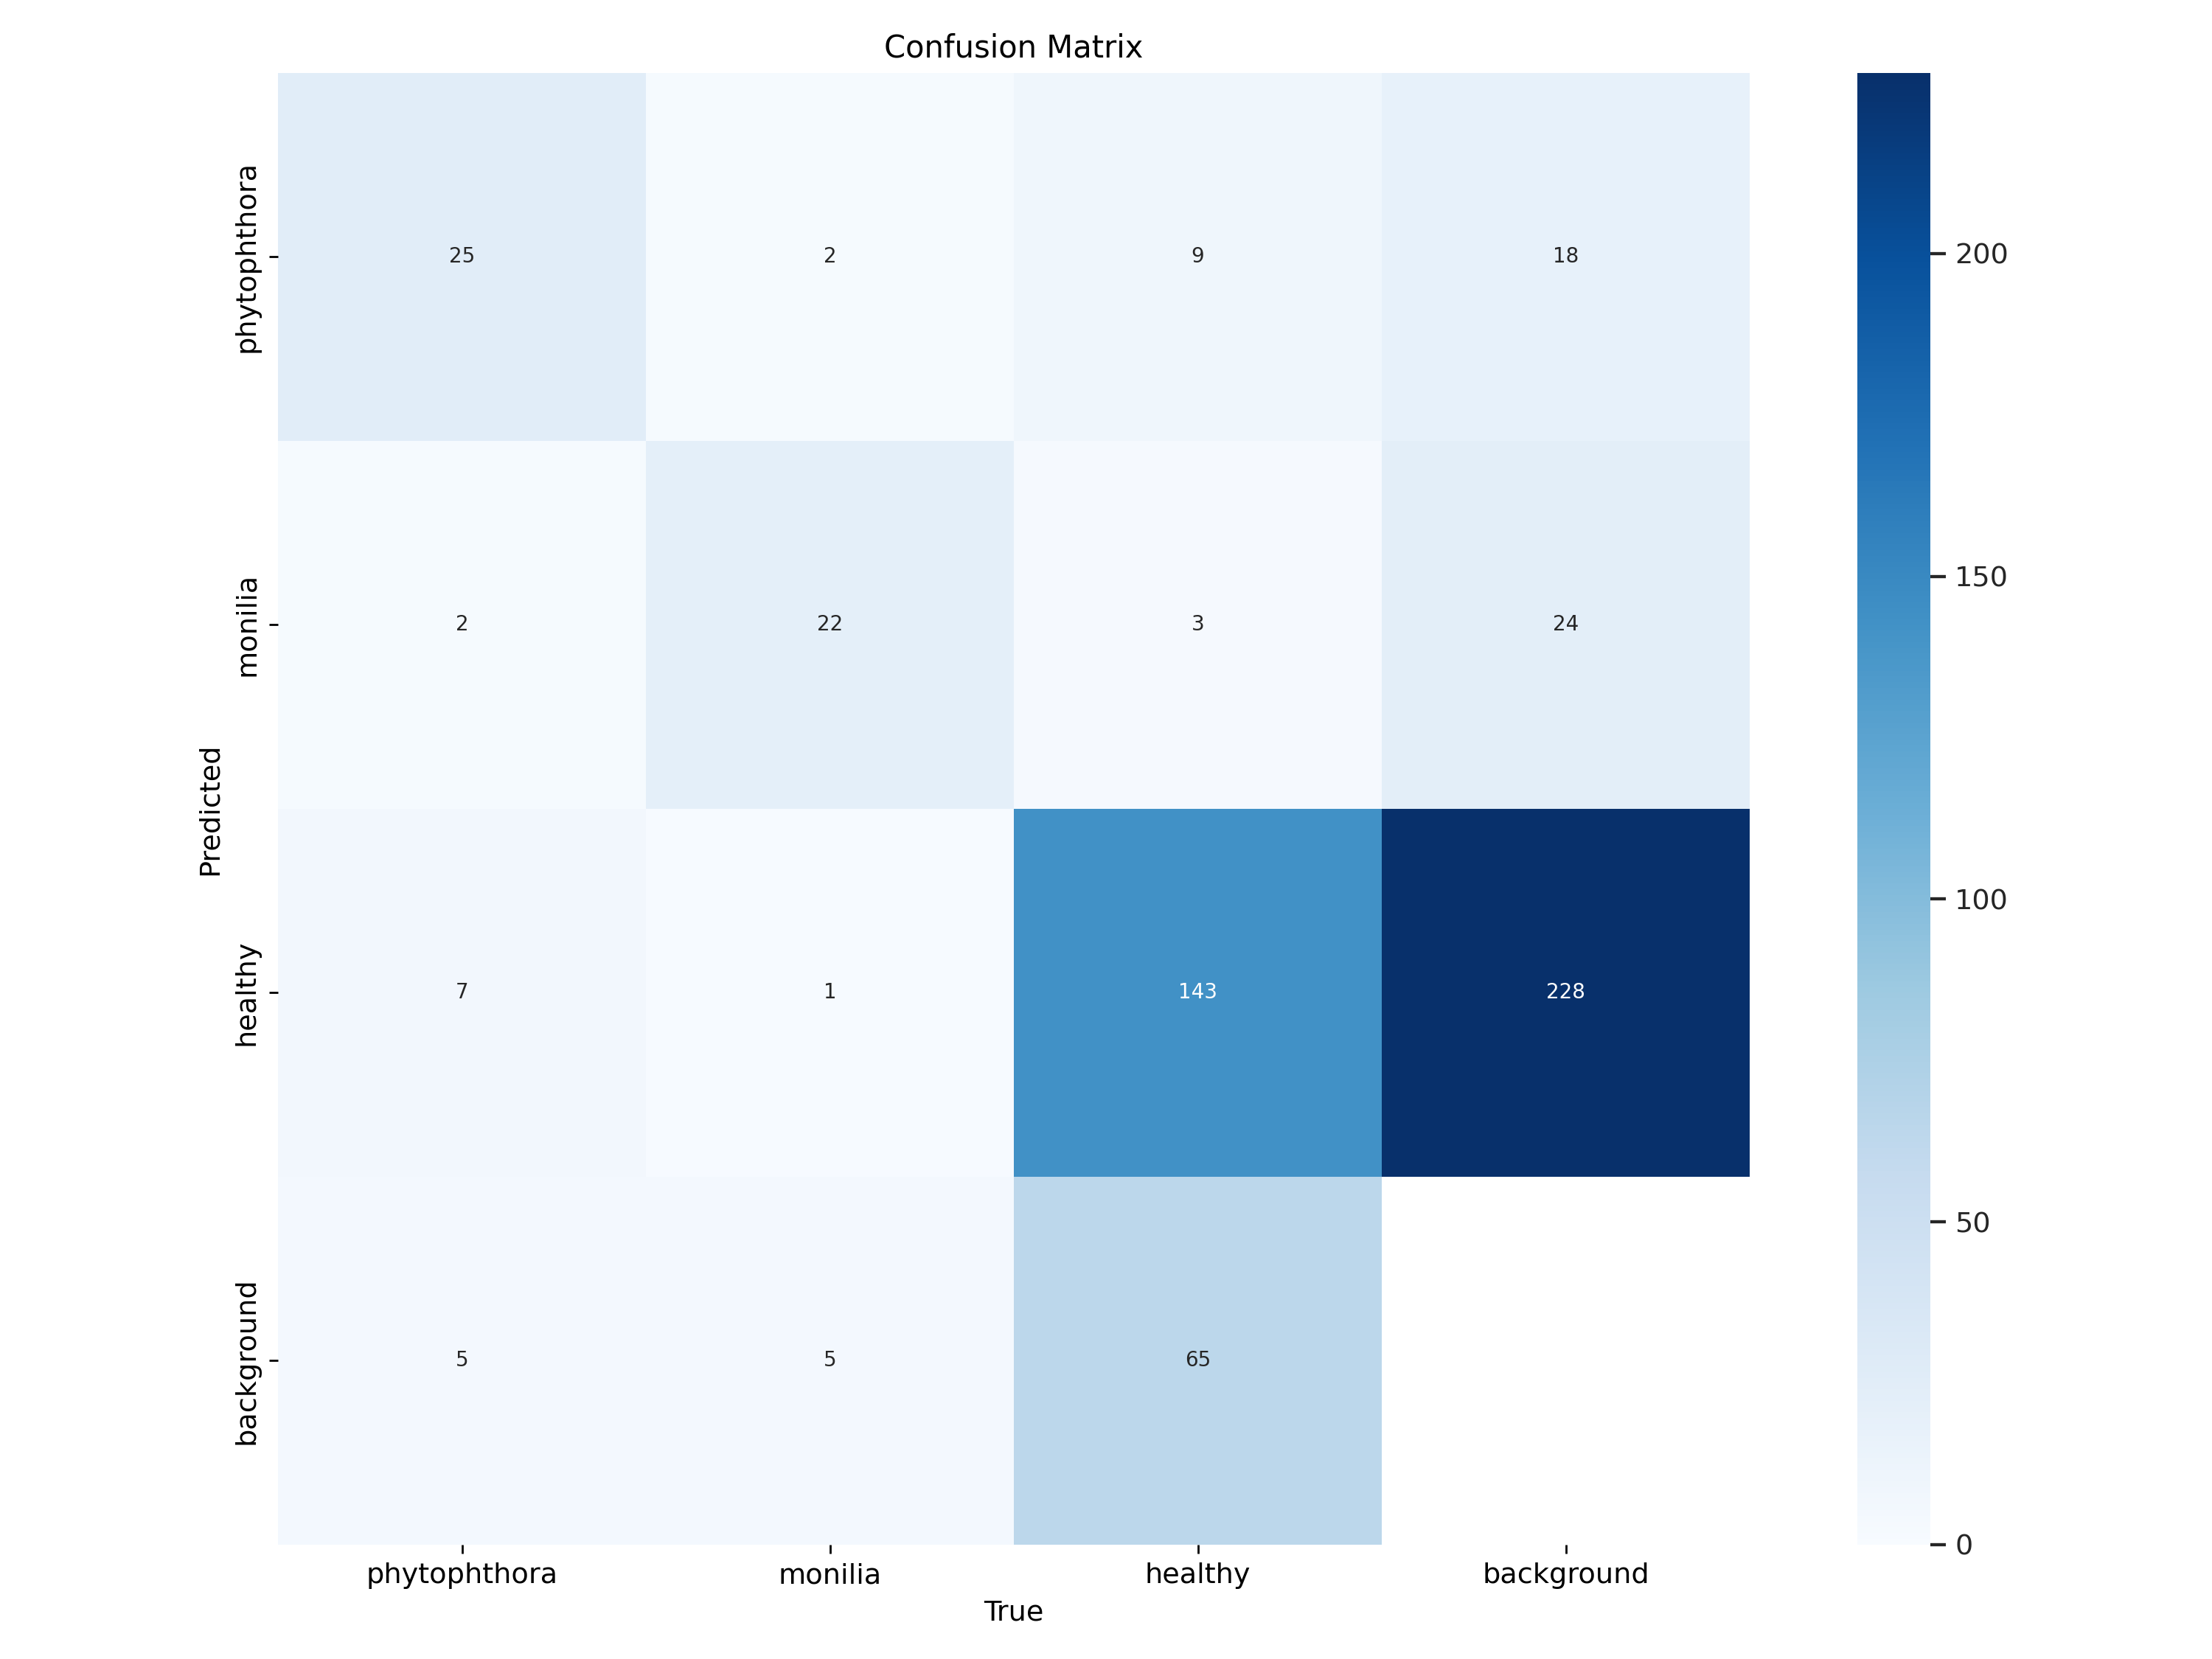 Confusion Matrix
phytophthora
25 2 9 18
monilia
2 22 3 24
healthy
7 1 143 228
background
5 5 65
Predicted
phytophthora monilia healthy background
True
200
150
100
50
0